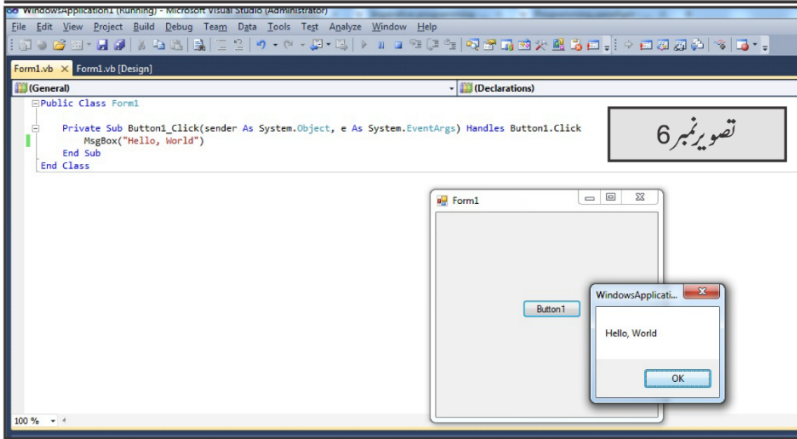 WindowsApplication1 (Running) - Microsoft Visual Studio (Administrator)
File Edit View Project Build Debug Team Data Tools Test Analyze Window Help
Form1.vb Form1.vb [Design]
(General) (Declarations)
Public Class Form1
Private Sub Button1_Click(sender As System.Object, e As System.EventArgs) Handles Button1.Click
MsgBox("Hello, World")
End Sub
End Class
تصویر نمبر 6
Form1
Button1
WindowsApplicati...
Hello, World
OK
100 %